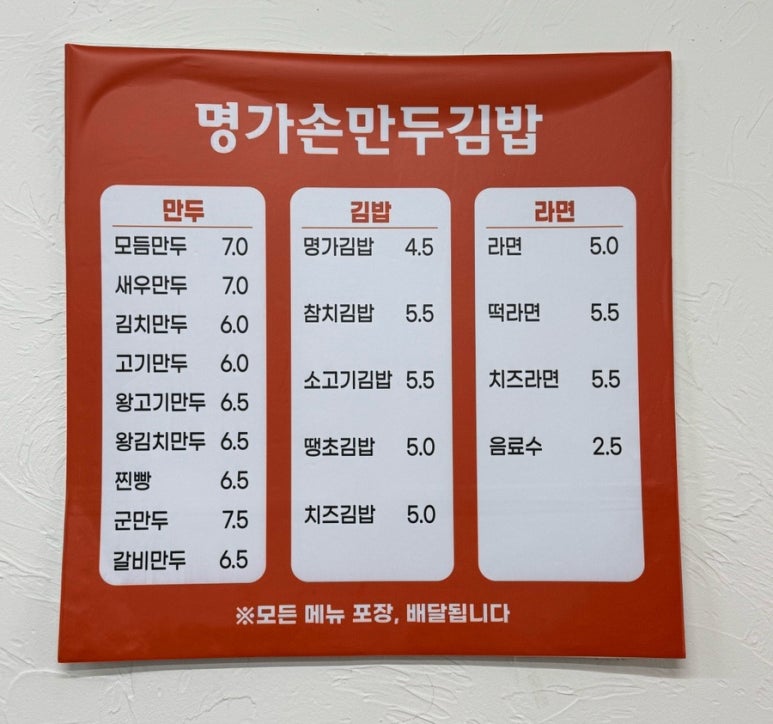 명가손만두김밥
만두
모듬만두 7.0
새우만두 7.0
김치만두 6.0
고기만두 6.0
왕고기만두 6.5
왕김치만두 6.5
찐빵 6.5
군만두 7.5
갈비만두 6.5
김밥
명가김밥 4.5
참치김밥 5.5
소고기김밥 5.5
땡초김밥 5.0
치즈김밥 5.0
라면
라면 5.0
떡라면 5.5
치즈라면 5.5
음료수 2.5
※모든 메뉴 포장, 배달됩니다